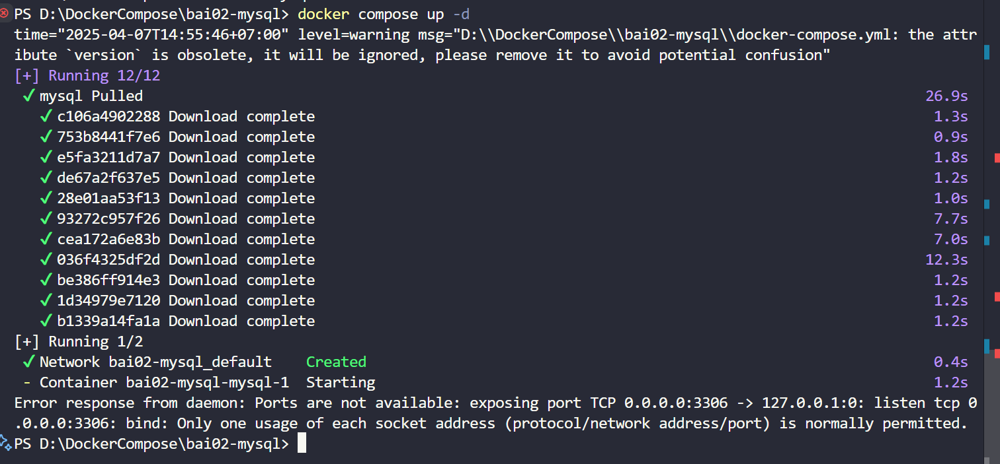 PS D:\DockerCompose\bai02-mysql> docker compose up -d
time="2025-04-07T14:55:46+07:00" level=warning msg="D:\\DockerCompose\\bai02-mysql\\docker-compose.yml: the attr
ibute `version` is obsolete, it will be ignored, please remove it to avoid potential confusion"
[+] Running 12/12
✓ mysql Pulled 26.9s
✓ c106a4902288 Download complete 1.3s
✓ 753b8441f7e6 Download complete 0.9s
✓ e5fa3211d7a7 Download complete 1.8s
✓ de67a2f637e5 Download complete 1.2s
✓ 28e01aa53f13 Download complete 1.0s
✓ 93272c957f26 Download complete 7.7s
✓ cea172a6e83b Download complete 7.0s
✓ 036f4325df2d Download complete 12.3s
✓ be386ff914e3 Download complete 1.2s
✓ 1d34979e7120 Download complete 1.2s
✓ b1339a14fa1a Download complete 1.2s
[+] Running 1/2
✓ Network bai02-mysql_default Created 0.4s
- Container bai02-mysql-mysql-1 Starting 1.2s
Error response from daemon: Ports are not available: exposing port TCP 0.0.0.0:3306 -> 127.0.0.1:0: listen tcp 0
.0.0.0:3306: bind: Only one usage of each socket address (protocol/network address/port) is normally permitted.
PS D:\DockerCompose\bai02-mysql>